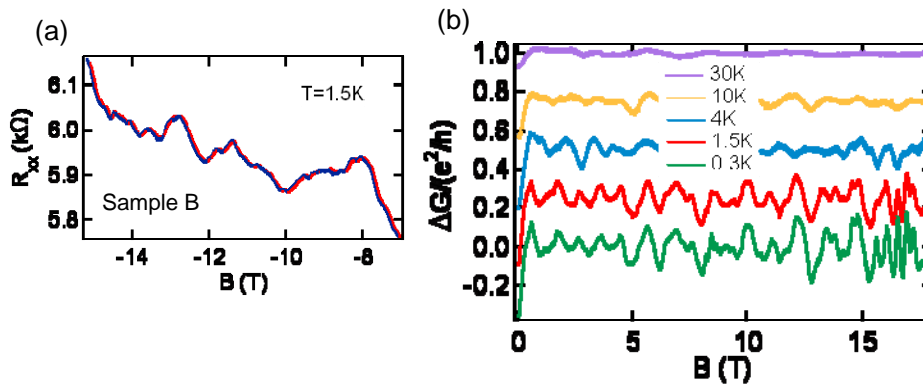 (a)
6.1
6.0
5.9
5.8
Rxx (kΩ)
T=1.5K
Sample B
-14
-12
-10
-8
B (T)
(b)
1.0
0.8
0.6
0.4
0.2
0.0
-0.2
ΔG/(e²/h)
30K
10K
4K
1.5K
0.3K
0
5
10
15
B (T)